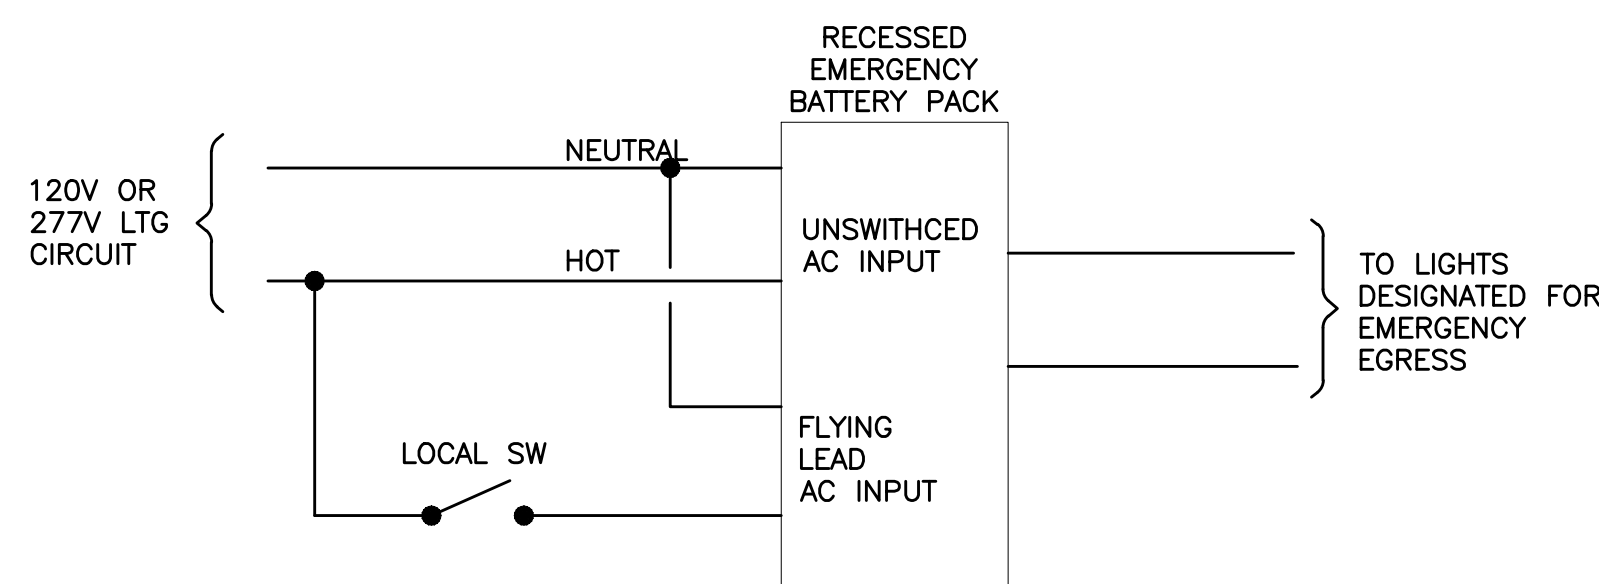 RECESSED
EMERGENCY
BATTERY PACK
NEUTRAL
120V OR
277V LTG
CIRCUIT
HOT
UNSWITHCED
AC INPUT
TO LIGHTS
DESIGNATED FOR
EMERGENCY
EGRESS
LOCAL SW
FLYING
LEAD
AC INPUT